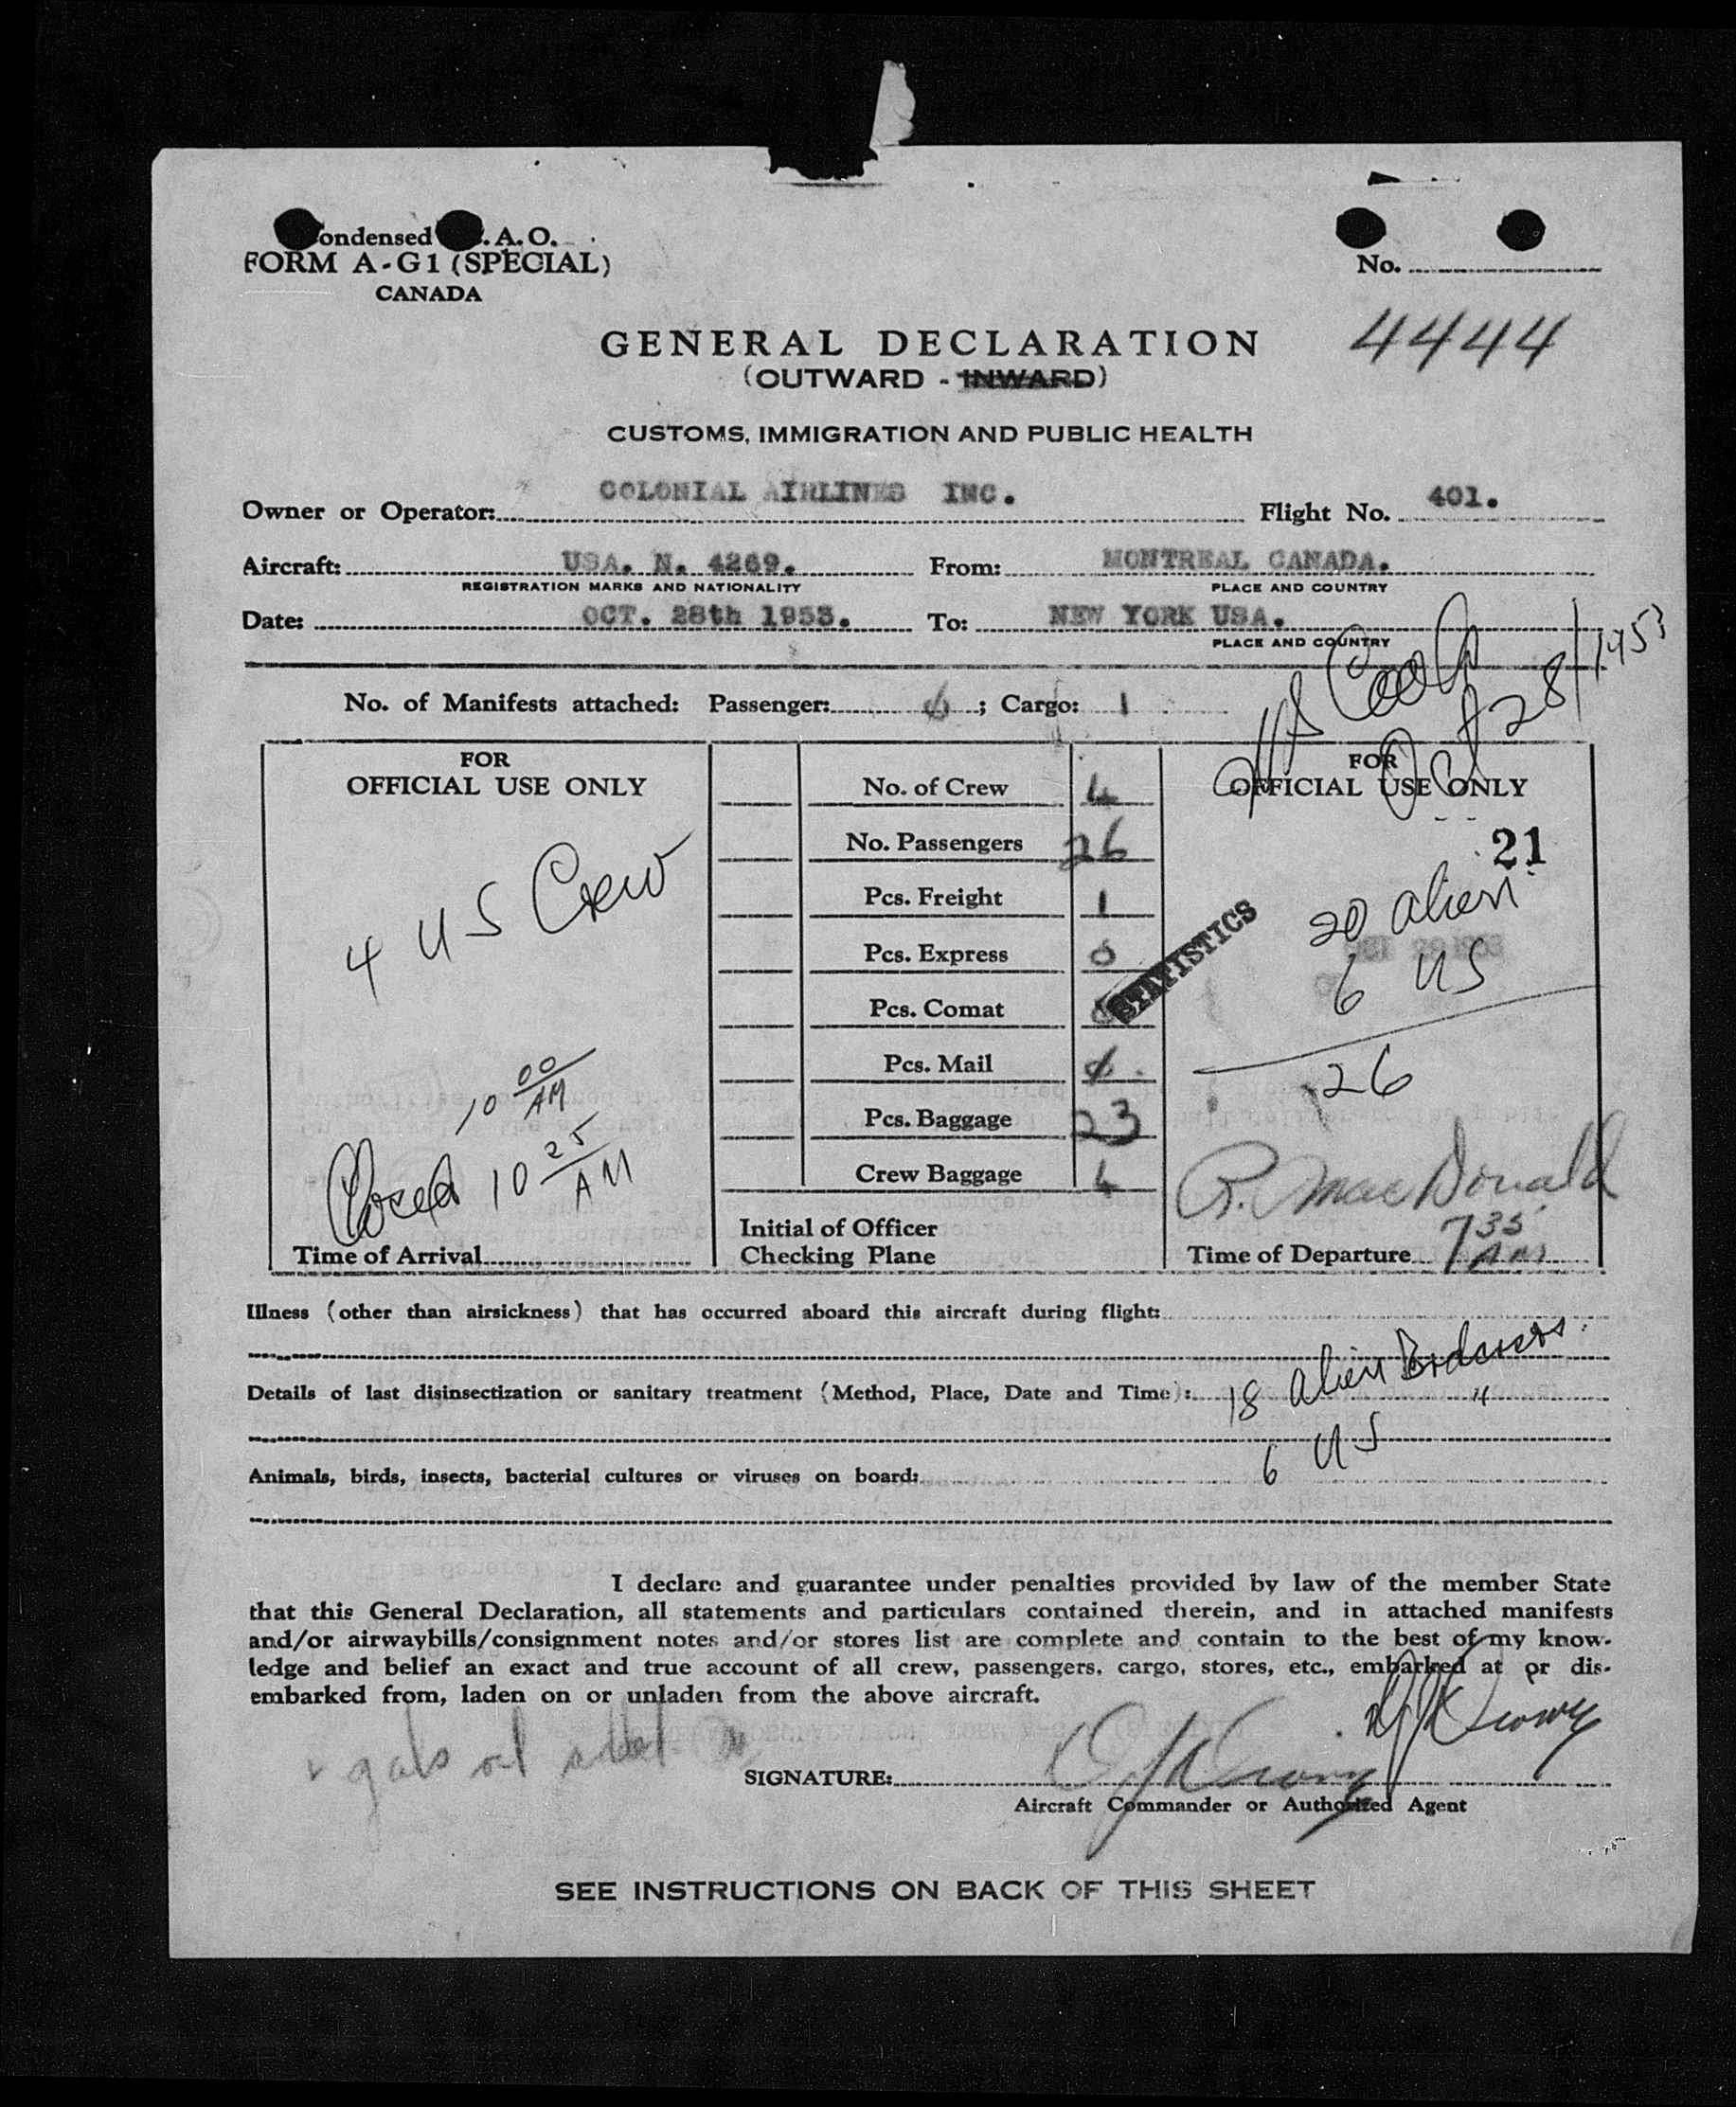 ondensed .A.O.
FORM A-G1 (SPECIAL)
CANADA
No.
4444
GENERAL DECLARATION
(OUTWARD - INWARD)
CUSTOMS, IMMIGRATION AND PUBLIC HEALTH
Owner or Operator: COLONIAL AIRLINES INC. Flight No. 401.
Aircraft: USA. N. 4269. From: MONTREAL CANADA.
REGISTRATION MARKS AND NATIONALITY PLACE AND COUNTRY
Date: OCT. 28th 1953. To: NEW YORK USA.
PLACE AND COUNTRY
28/1953
No. of Manifests attached: Passenger: 6 ; Cargo: 1
FOR
OFFICIAL USE ONLY
4 US Crew
10 00 AM
Closed 10 25 AM
Time of Arrival
No. of Crew 4
No. Passengers 26
Pcs. Freight 1
Pcs. Express 0
Pcs. Comat 0
Pcs. Mail 0
Pcs. Baggage 23
Crew Baggage 4
Initial of Officer
Checking Plane
STATISTICS
FOR
OFFICIAL USE ONLY
21
20 alien
6 US
26
R. MacDonald
Time of Departure 7 35 AM
Illness (other than airsickness) that has occurred aboard this aircraft during flight:
Details of last disinsectization or sanitary treatment (Method, Place, Date and Time): 18 alien
6 US "
Animals, birds, insects, bacterial cultures or viruses on board:
I declare and guarantee under penalties provided by law of the member State
that this General Declaration, all statements and particulars contained therein, and in attached manifests
and/or airwaybills/consignment notes and/or stores list are complete and contain to the best of my know-
ledge and belief an exact and true account of all crew, passengers, cargo, stores, etc., embarked at or dis-
embarked from, laden on or unladen from the above aircraft.
gals oil
SIGNATURE:
Aircraft Commander or Authorized Agent
SEE INSTRUCTIONS ON BACK OF THIS SHEET